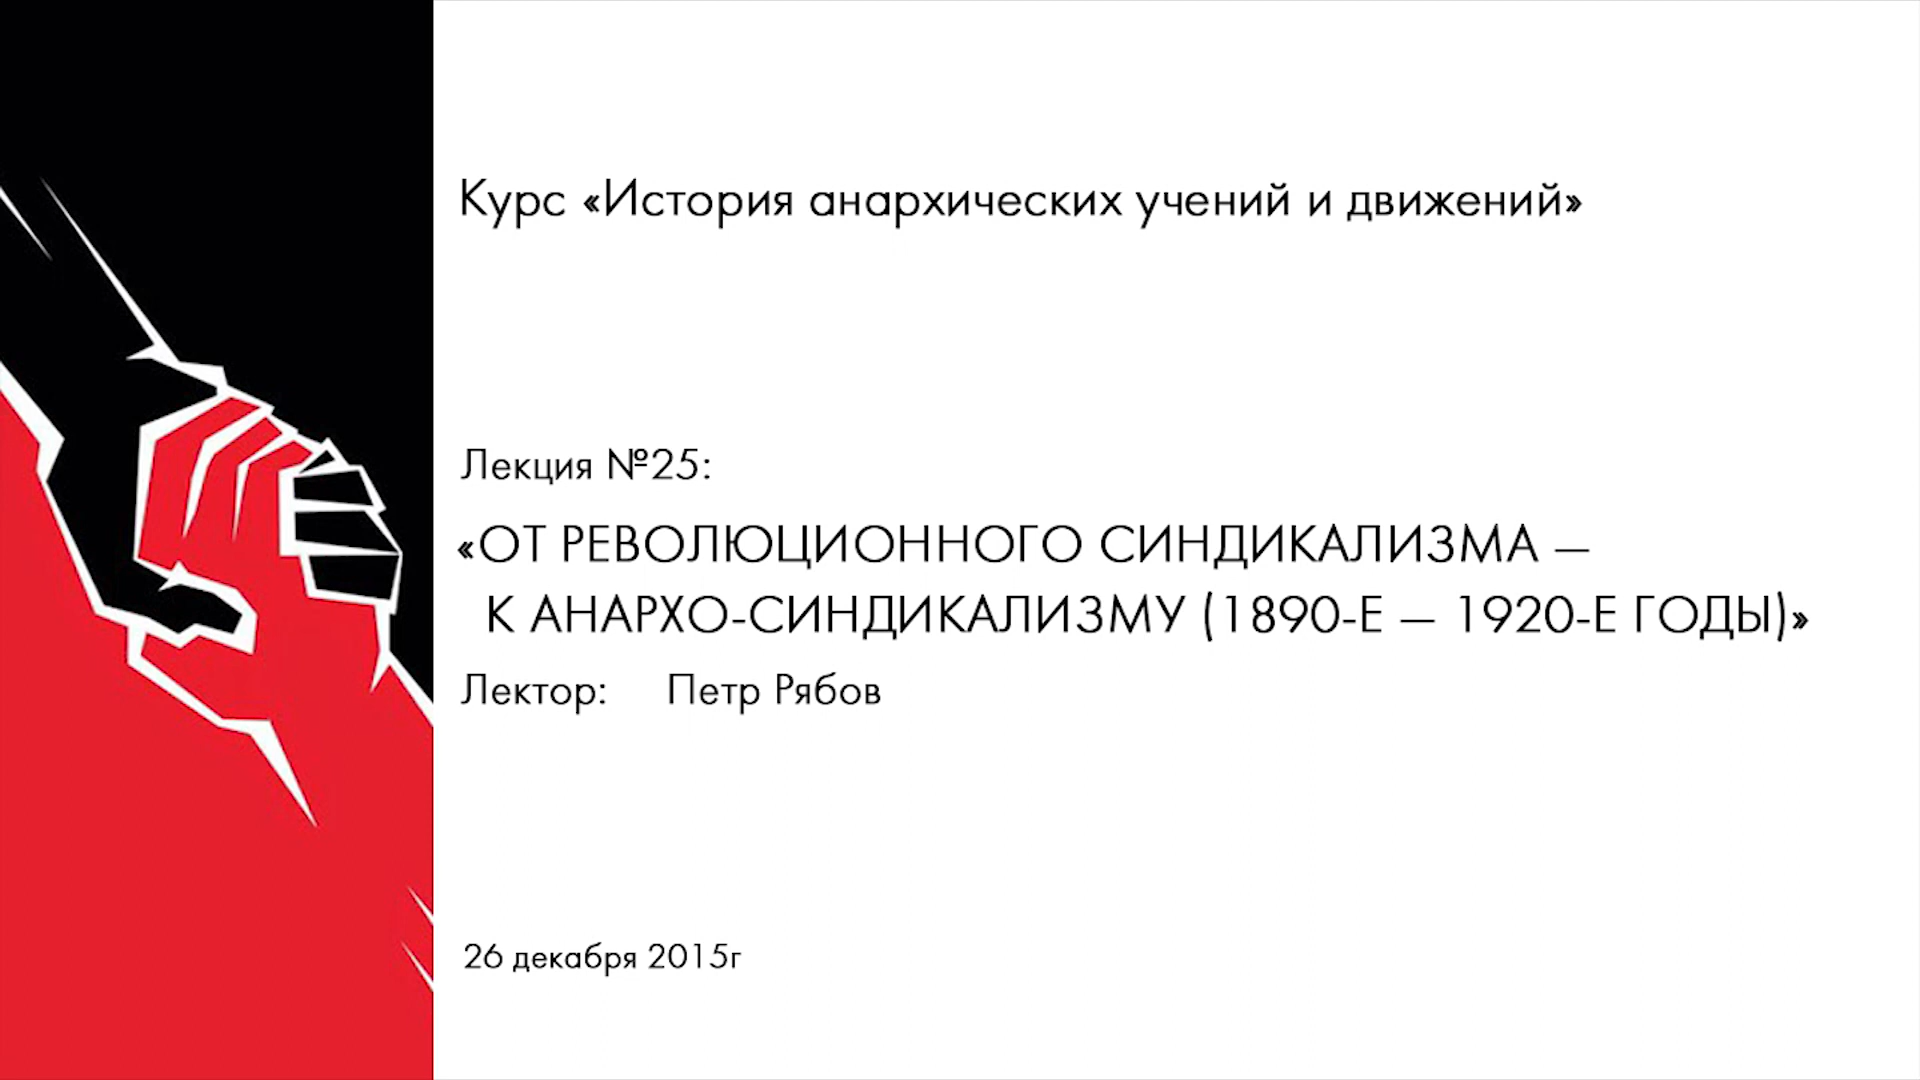 Курс «История анархических учений и движений»
Лекция №25:
«ОТ РЕВОЛЮЦИОННОГО СИНДИКАЛИЗМА —
К АНАРХО-СИНДИКАЛИЗМУ (1890-Е — 1920-Е ГОДЫ)»
Лектор: Петр Рябов
26 декабря 2015г